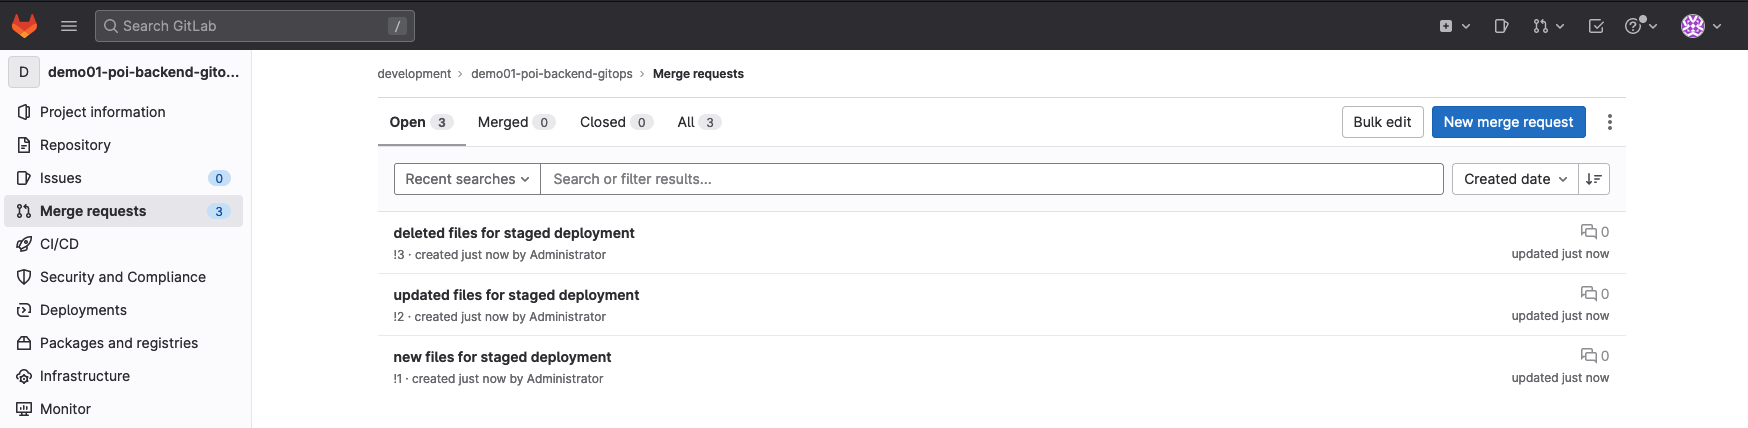 Search GitLab /
D demo01-poi-backend-gito...
Project information
Repository
Issues 0
Merge requests 3
CI/CD
Security and Compliance
Deployments
Packages and registries
Infrastructure
Monitor
development › demo01-poi-backend-gitops › Merge requests
Open 3 Merged 0 Closed 0 All 3 Bulk edit New merge request
Recent searches Search or filter results... Created date
deleted files for staged deployment 0
!3 · created just now by Administrator updated just now
updated files for staged deployment 0
!2 · created just now by Administrator updated just now
new files for staged deployment 0
!1 · created just now by Administrator updated just now